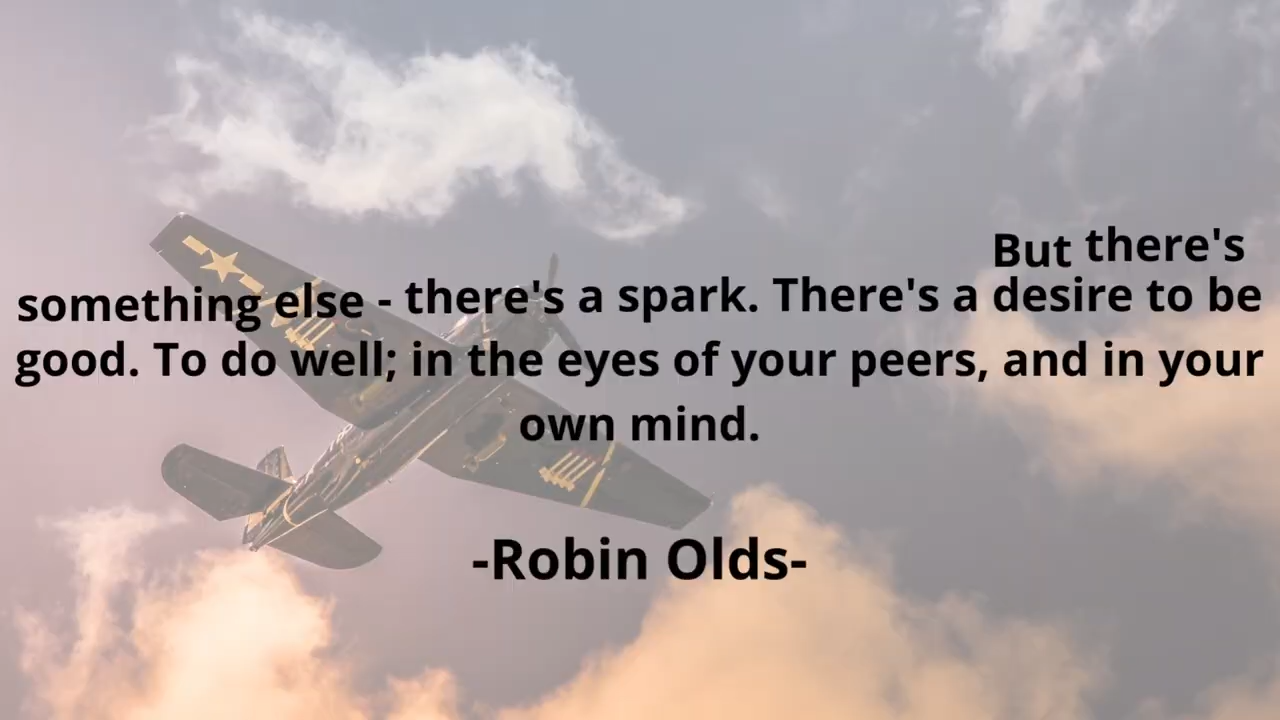 But there's
something else - there's a spark. There's a desire to be
good. To do well; in the eyes of your peers, and in your
own mind.
-Robin Olds-